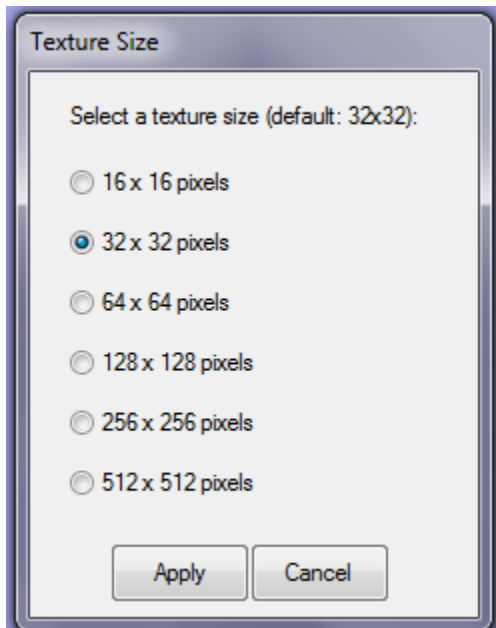 Texture Size
Select a texture size (default: 32x32):
16 x 16 pixels
32 x 32 pixels
64 x 64 pixels
128 x 128 pixels
256 x 256 pixels
512 x 512 pixels
Apply Cancel